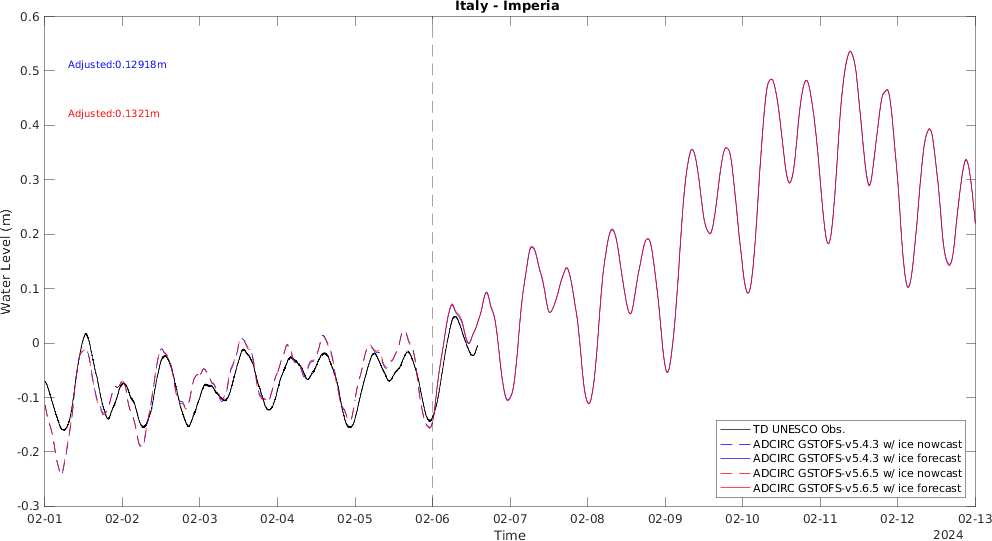 Italy - Imperia
0.6
0.5
0.4
0.3
0.2
0.1
0
-0.1
-0.2
-0.3
Water Level (m)
Adjusted:0.12918m
Adjusted:0.1321m
TD UNESCO Obs.
ADCIRC GSTOFS-v5.4.3 w/ ice nowcast
ADCIRC GSTOFS-v5.4.3 w/ ice forecast
ADCIRC GSTOFS-v5.6.5 w/ ice nowcast
ADCIRC GSTOFS-v5.6.5 w/ ice forecast
02-01 02-02 02-03 02-04 02-05 02-06 02-07 02-08 02-09 02-10 02-11 02-12 02-13
Time
2024